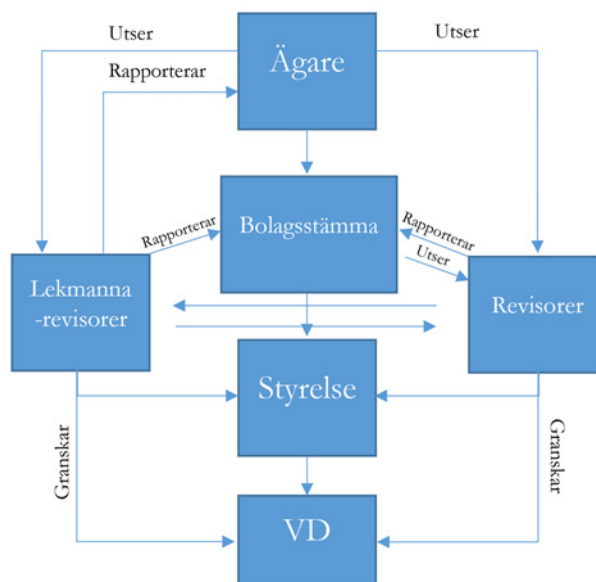 Utser
Utser
Ägare
Rapporterar
Rapporterar
Bolagsstämma
Rapporterar
Utser
Lekmanna
-revisorer
Revisorer
Styrelse
Granskar
Granskar
VD